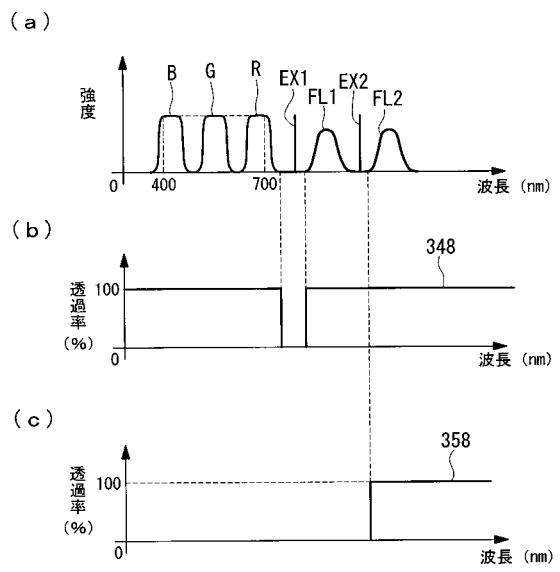 (a)
強度
B
G
R
EX1
FL1
EX2
FL2
0
400
700
波長 (nm)
(b)
透過率
(%)
100
0
348
波長 (nm)
(c)
透過率
(%)
100
0
358
波長 (nm)